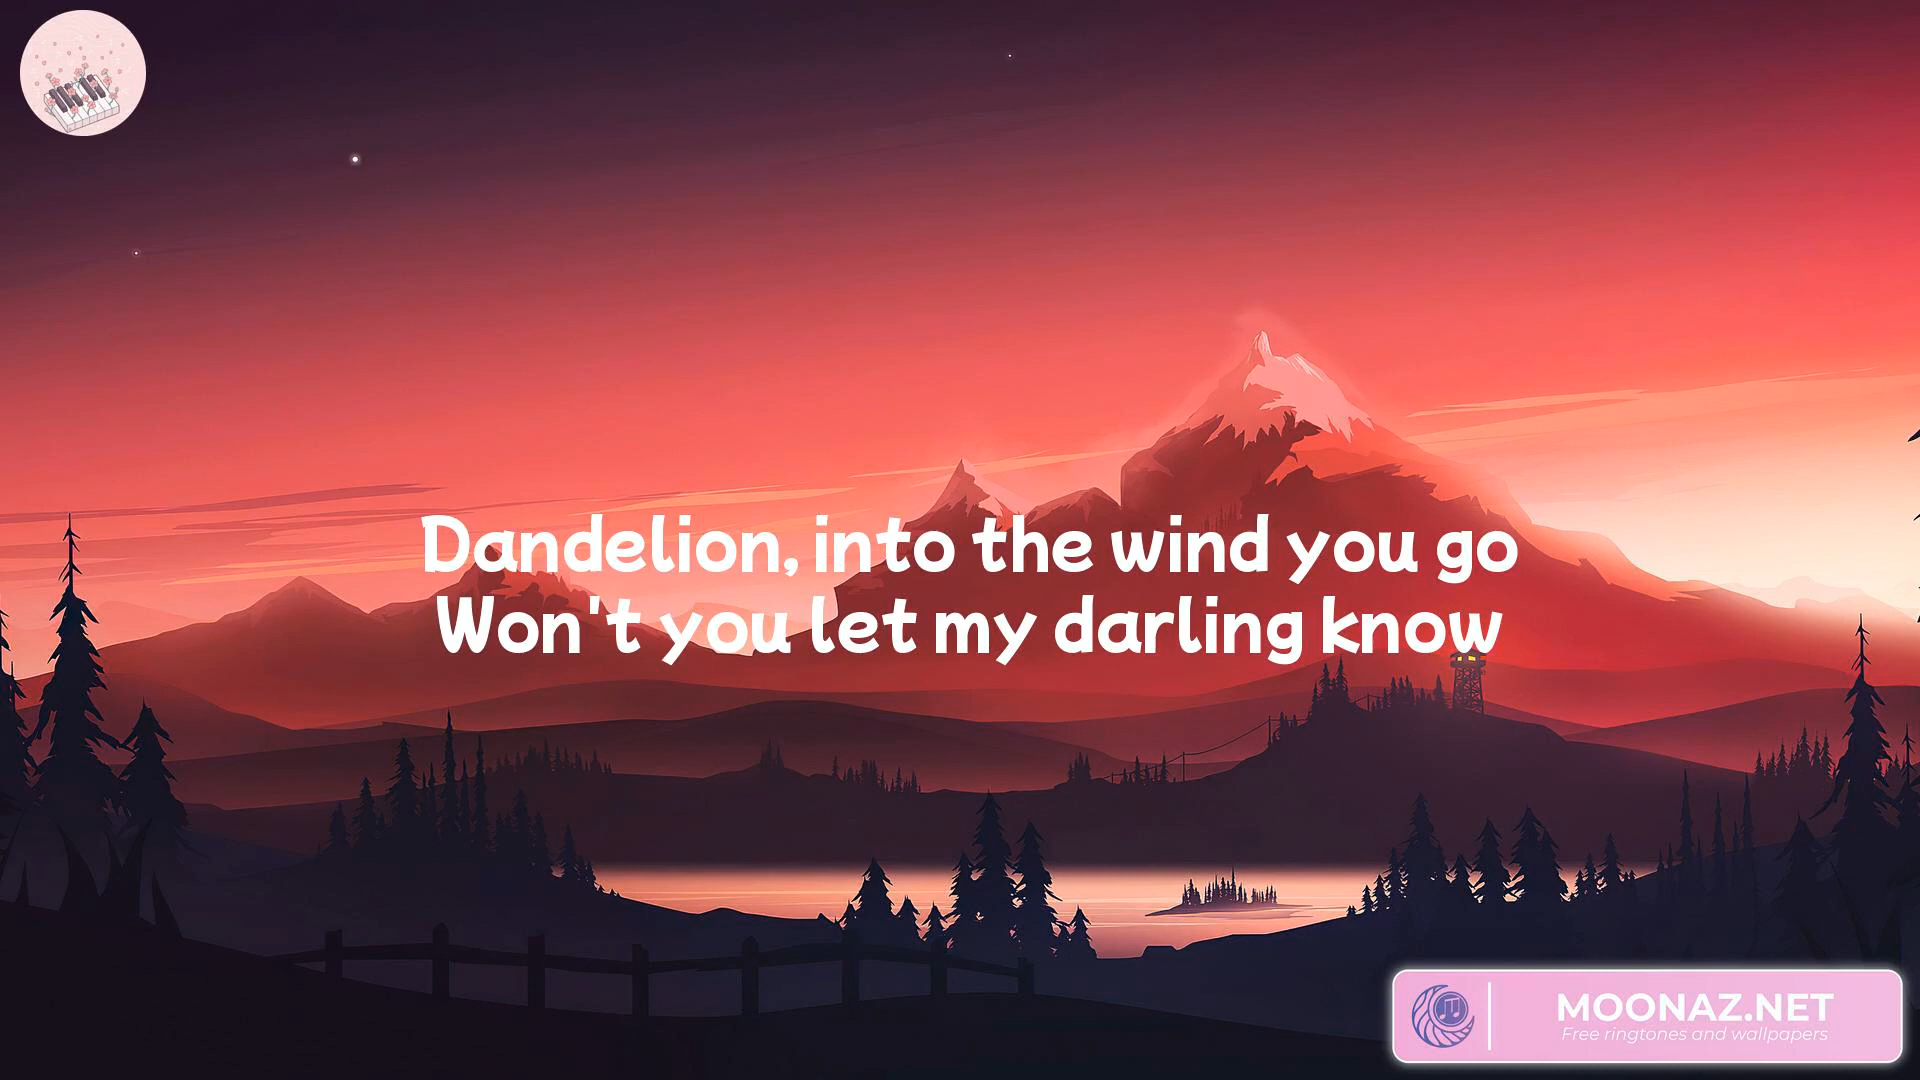 Dandelion, into the wind you go
Won't you let my darling know
MOONAZ.NET
Free ringtones and wallpapers